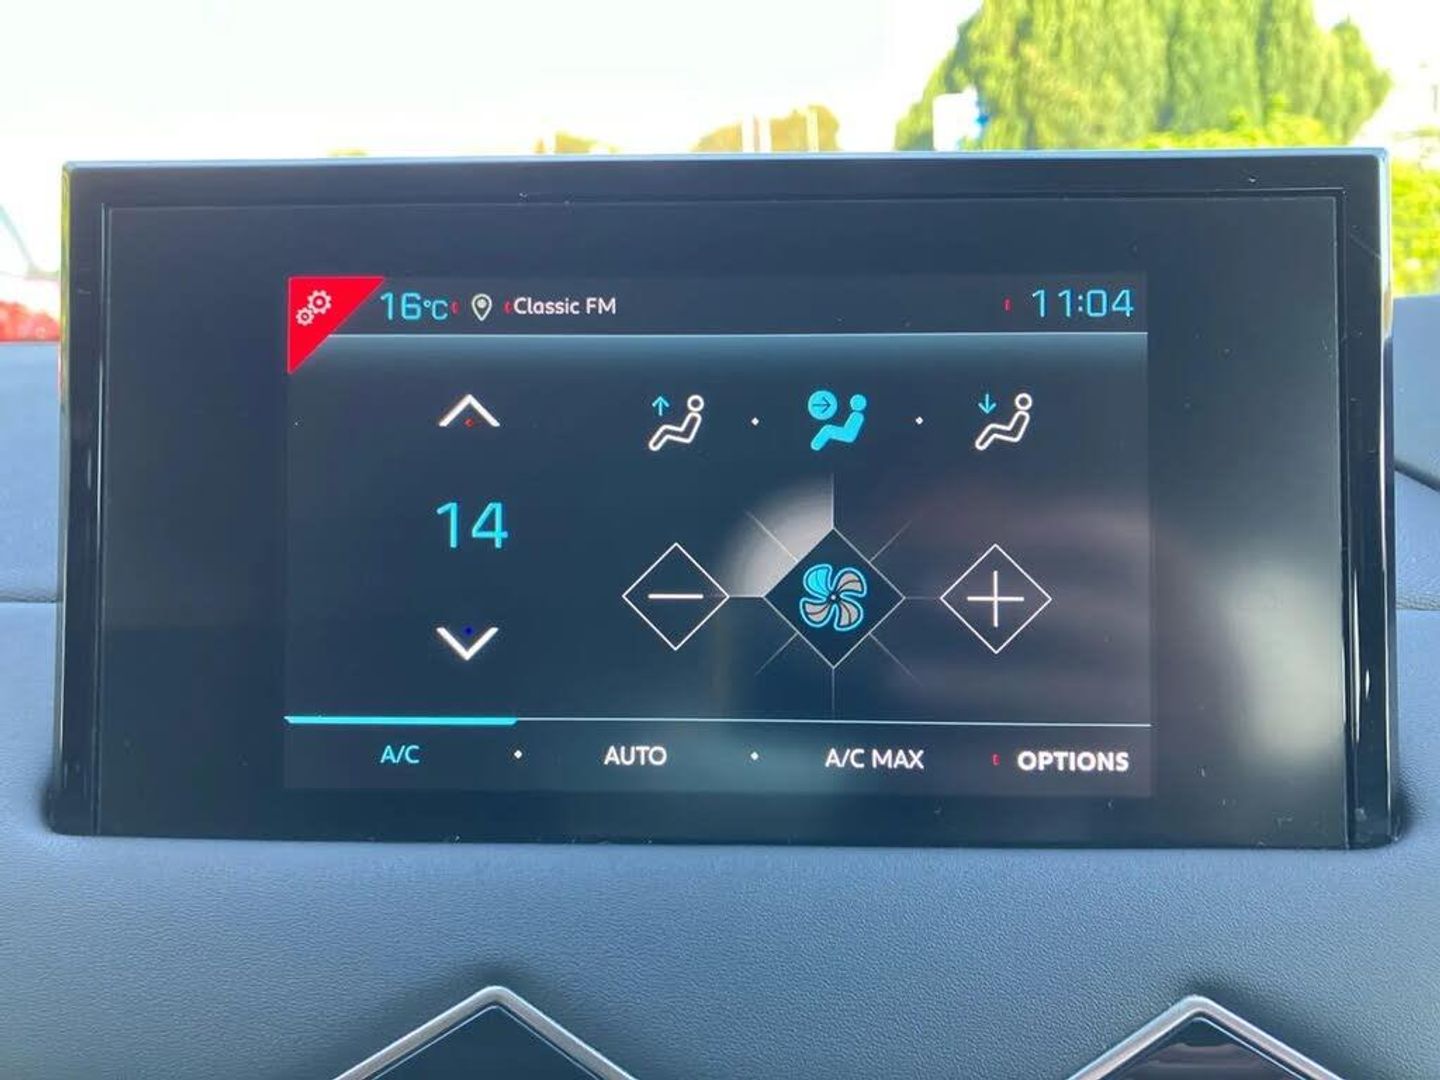 16°C Classic FM 11:04
14
A/C AUTO A/C MAX OPTIONS